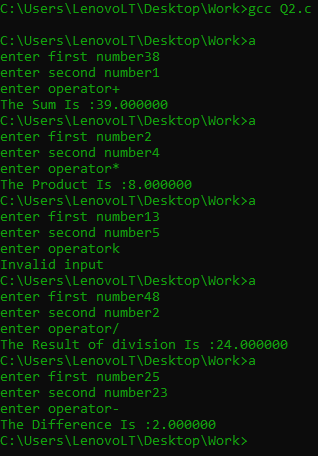 C:\Users\LenovoLT\Desktop\Work>gcc Q2.c
C:\Users\LenovoLT\Desktop\Work>a
enter first number38
enter second number1
enter operator+
The Sum Is :39.000000
C:\Users\LenovoLT\Desktop\Work>a
enter first number2
enter second number4
enter operator*
The Product Is :8.000000
C:\Users\LenovoLT\Desktop\Work>a
enter first number13
enter second number5
enter operatork
Invalid input
C:\Users\LenovoLT\Desktop\Work>a
enter first number48
enter second number2
enter operator/
The Result of division Is :24.000000
C:\Users\LenovoLT\Desktop\Work>a
enter first number25
enter second number23
enter operator-
The Difference Is :2.000000
C:\Users\LenovoLT\Desktop\Work>